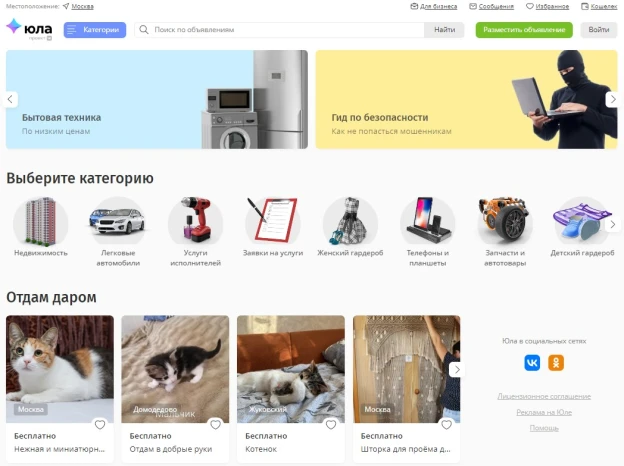 Местоположение: Москва Для бизнеса Сообщения Избранное Кошелек
юла Категории Поиск по объявлениям Найти Разместить объявление Войти
Бытовая техника
По низким ценам
Гид по безопасности
Как не попасться мошенникам
Выберите категорию
Недвижимость
Легковые
автомобили
Услуги
исполнителей
Заявки на услуги
Женский гардероб
Телефоны и
планшеты
Запчасти и
автотовары
Детский гардероб
Отдам даром
Москва
Бесплатно
Нежная и миниатюрн...
Мальчик
Домодедово
Бесплатно
Отдам в добрые руки
Жуковский
Бесплатно
Котенок
Москва
Бесплатно
Шторка для проёма д...
Юла в социальных сетях
Лицензионное соглашение
Реклама на Юле
Помощь